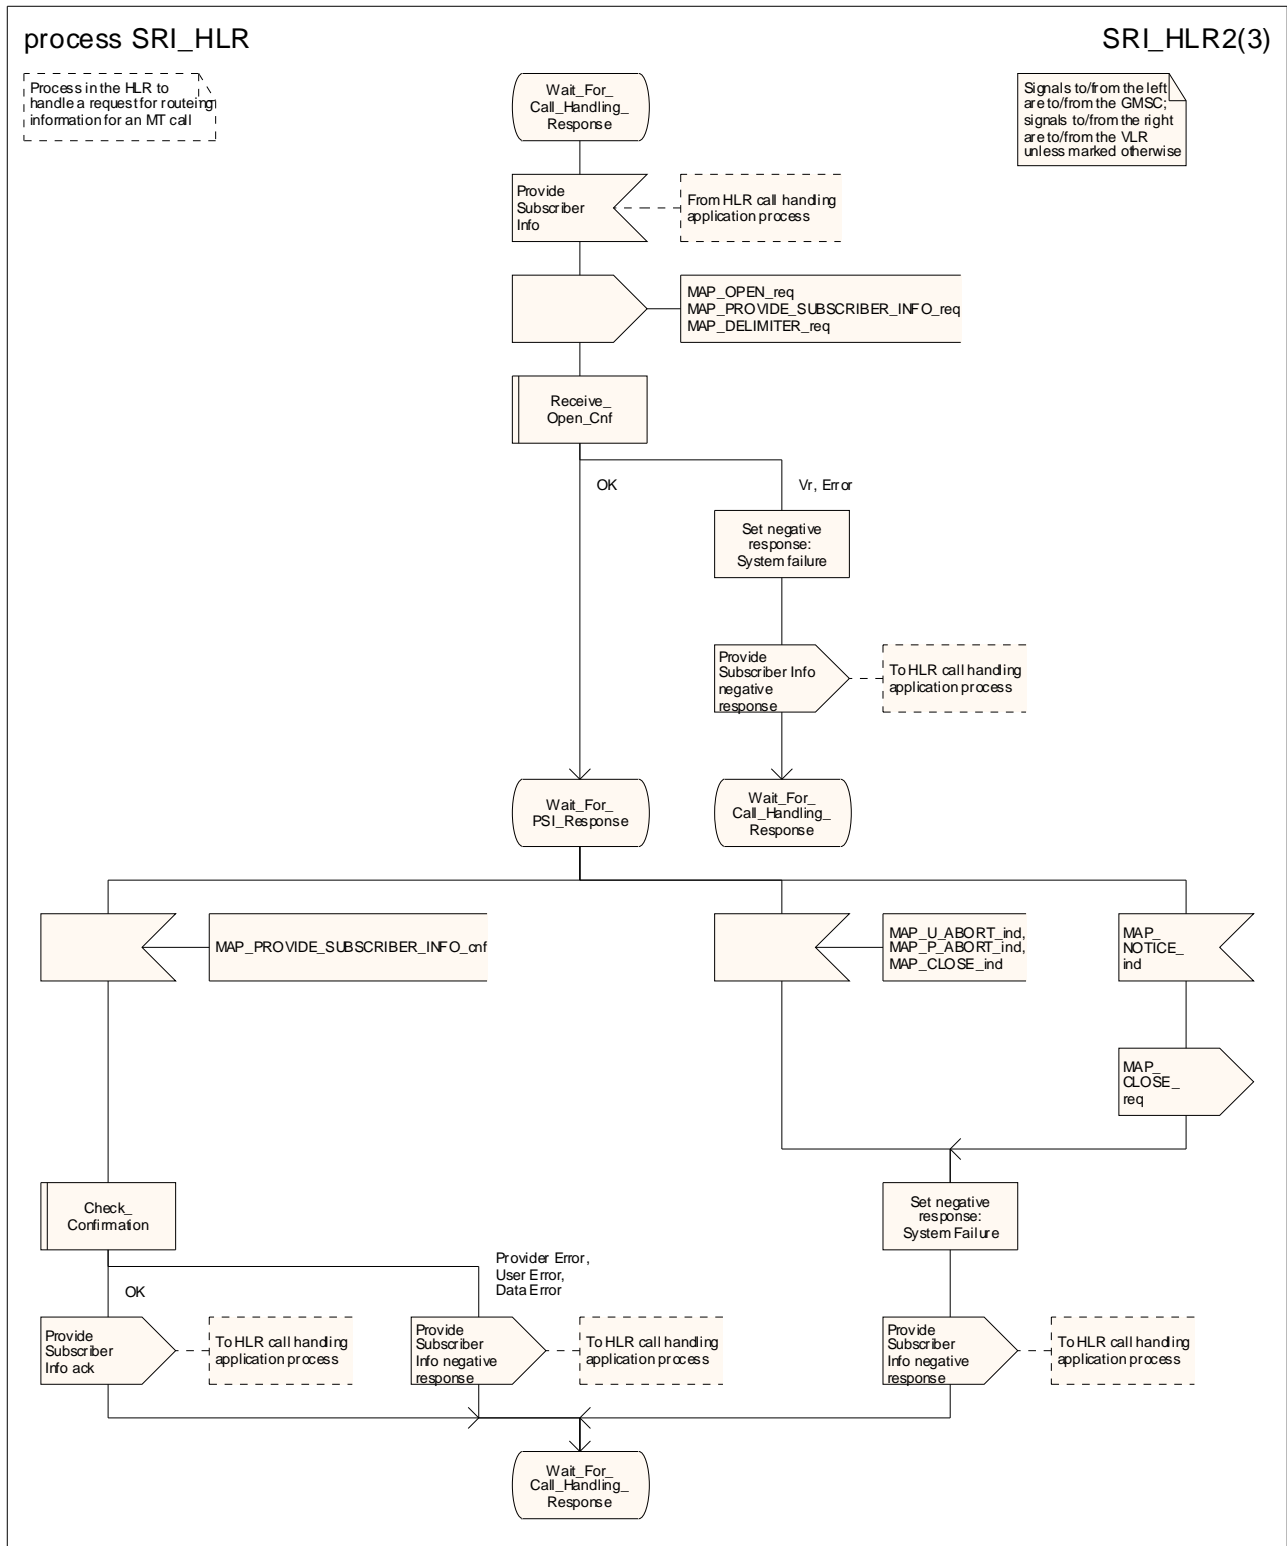 process SRI_HLR
SRI_HLR2(3)
Process in the HLR to
handle a request for routeing
information for an MT call
Wait_For_
Call_Handling_
Response
Signals to/from the left
are to/from the GMSC;
signals to/from the right
are to/from the VLR
unless marked otherwise
Provide
Subscriber
Info
From HLR call handling
application process
MAP_OPEN_req
MAP_PROVIDE_SUBSCRIBER_INFO_req
MAP_DELIMITER_req
Receive_
Open_Cnf
OK
Vr, Error
Set negative
response:
System failure
Provide
Subscriber Info
negative
response
To HLR call handling
application process
Wait_For_
PSI_Response
Wait_For_
Call_Handling_
Response
MAP_PROVIDE_SUBSCRIBER_INFO_cnf
MAP_U_ABORT_ind,
MAP_P_ABORT_ind,
MAP_CLOSE_ind
MAP_
NOTICE_
ind
MAP_
CLOSE_
req
Check_
Confirmation
Set negative
response:
System Failure
OK
Provider Error,
User Error,
Data Error
Provide
Subscriber
Info ack
To HLR call handling
application process
Provide
Subscriber
Info negative
response
To HLR call handling
application process
Provide
Subscriber
Info negative
response
To HLR call handling
application process
Wait_For_
Call_Handling_
Response